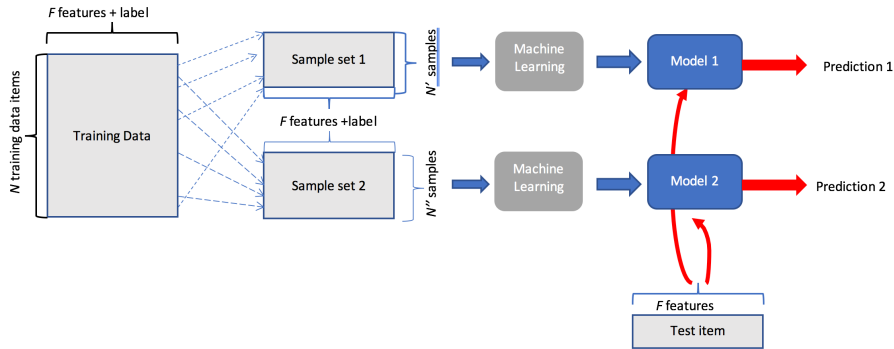 F features + label
N training data items
Training Data
Sample set 1
N′ samples
Machine
Learning
Model 1
Prediction 1
F features +label
Sample set 2
N′′ samples
Machine
Learning
Model 2
Prediction 2
F features
Test item